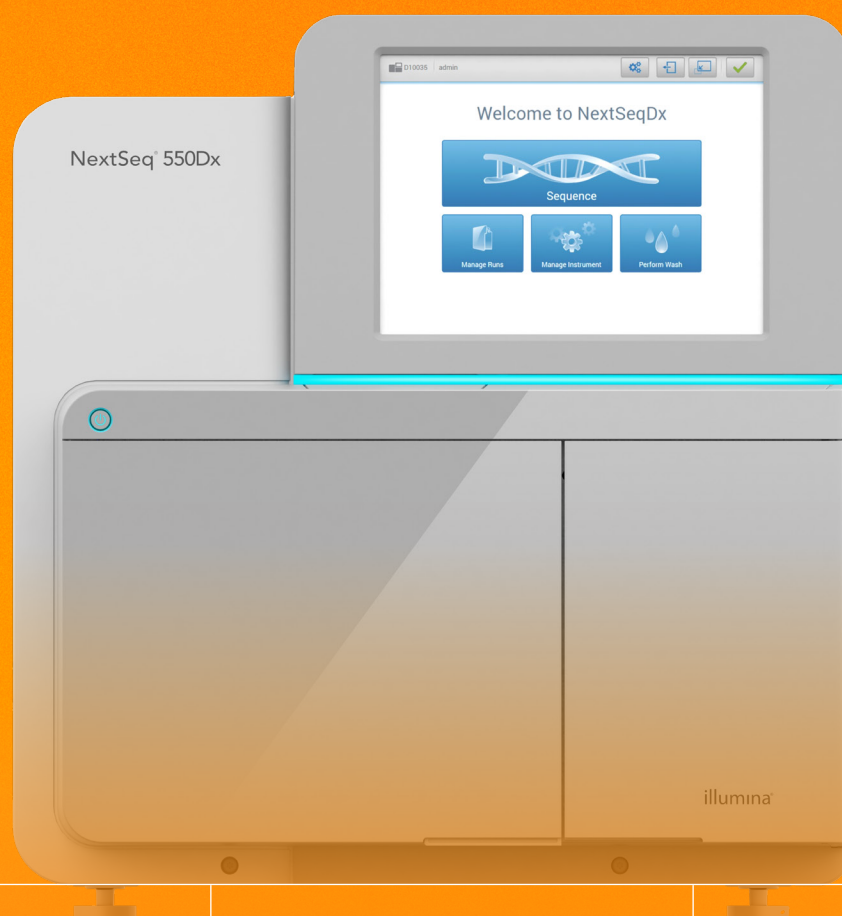 D10035 admin
Welcome to NextSeqDx
NextSeq® 550Dx
Sequence
Manage Runs Manage Instrument Perform Wash
illumina®